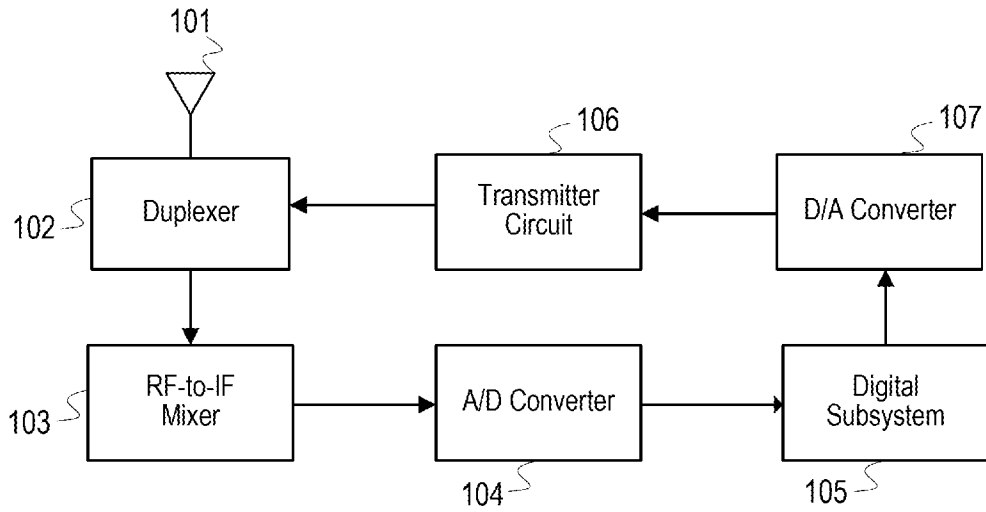 101
106
107
Duplexer
102
Transmitter
Circuit
D/A Converter
RF-to-IF
Mixer
103
A/D Converter
104
Digital
Subsystem
105